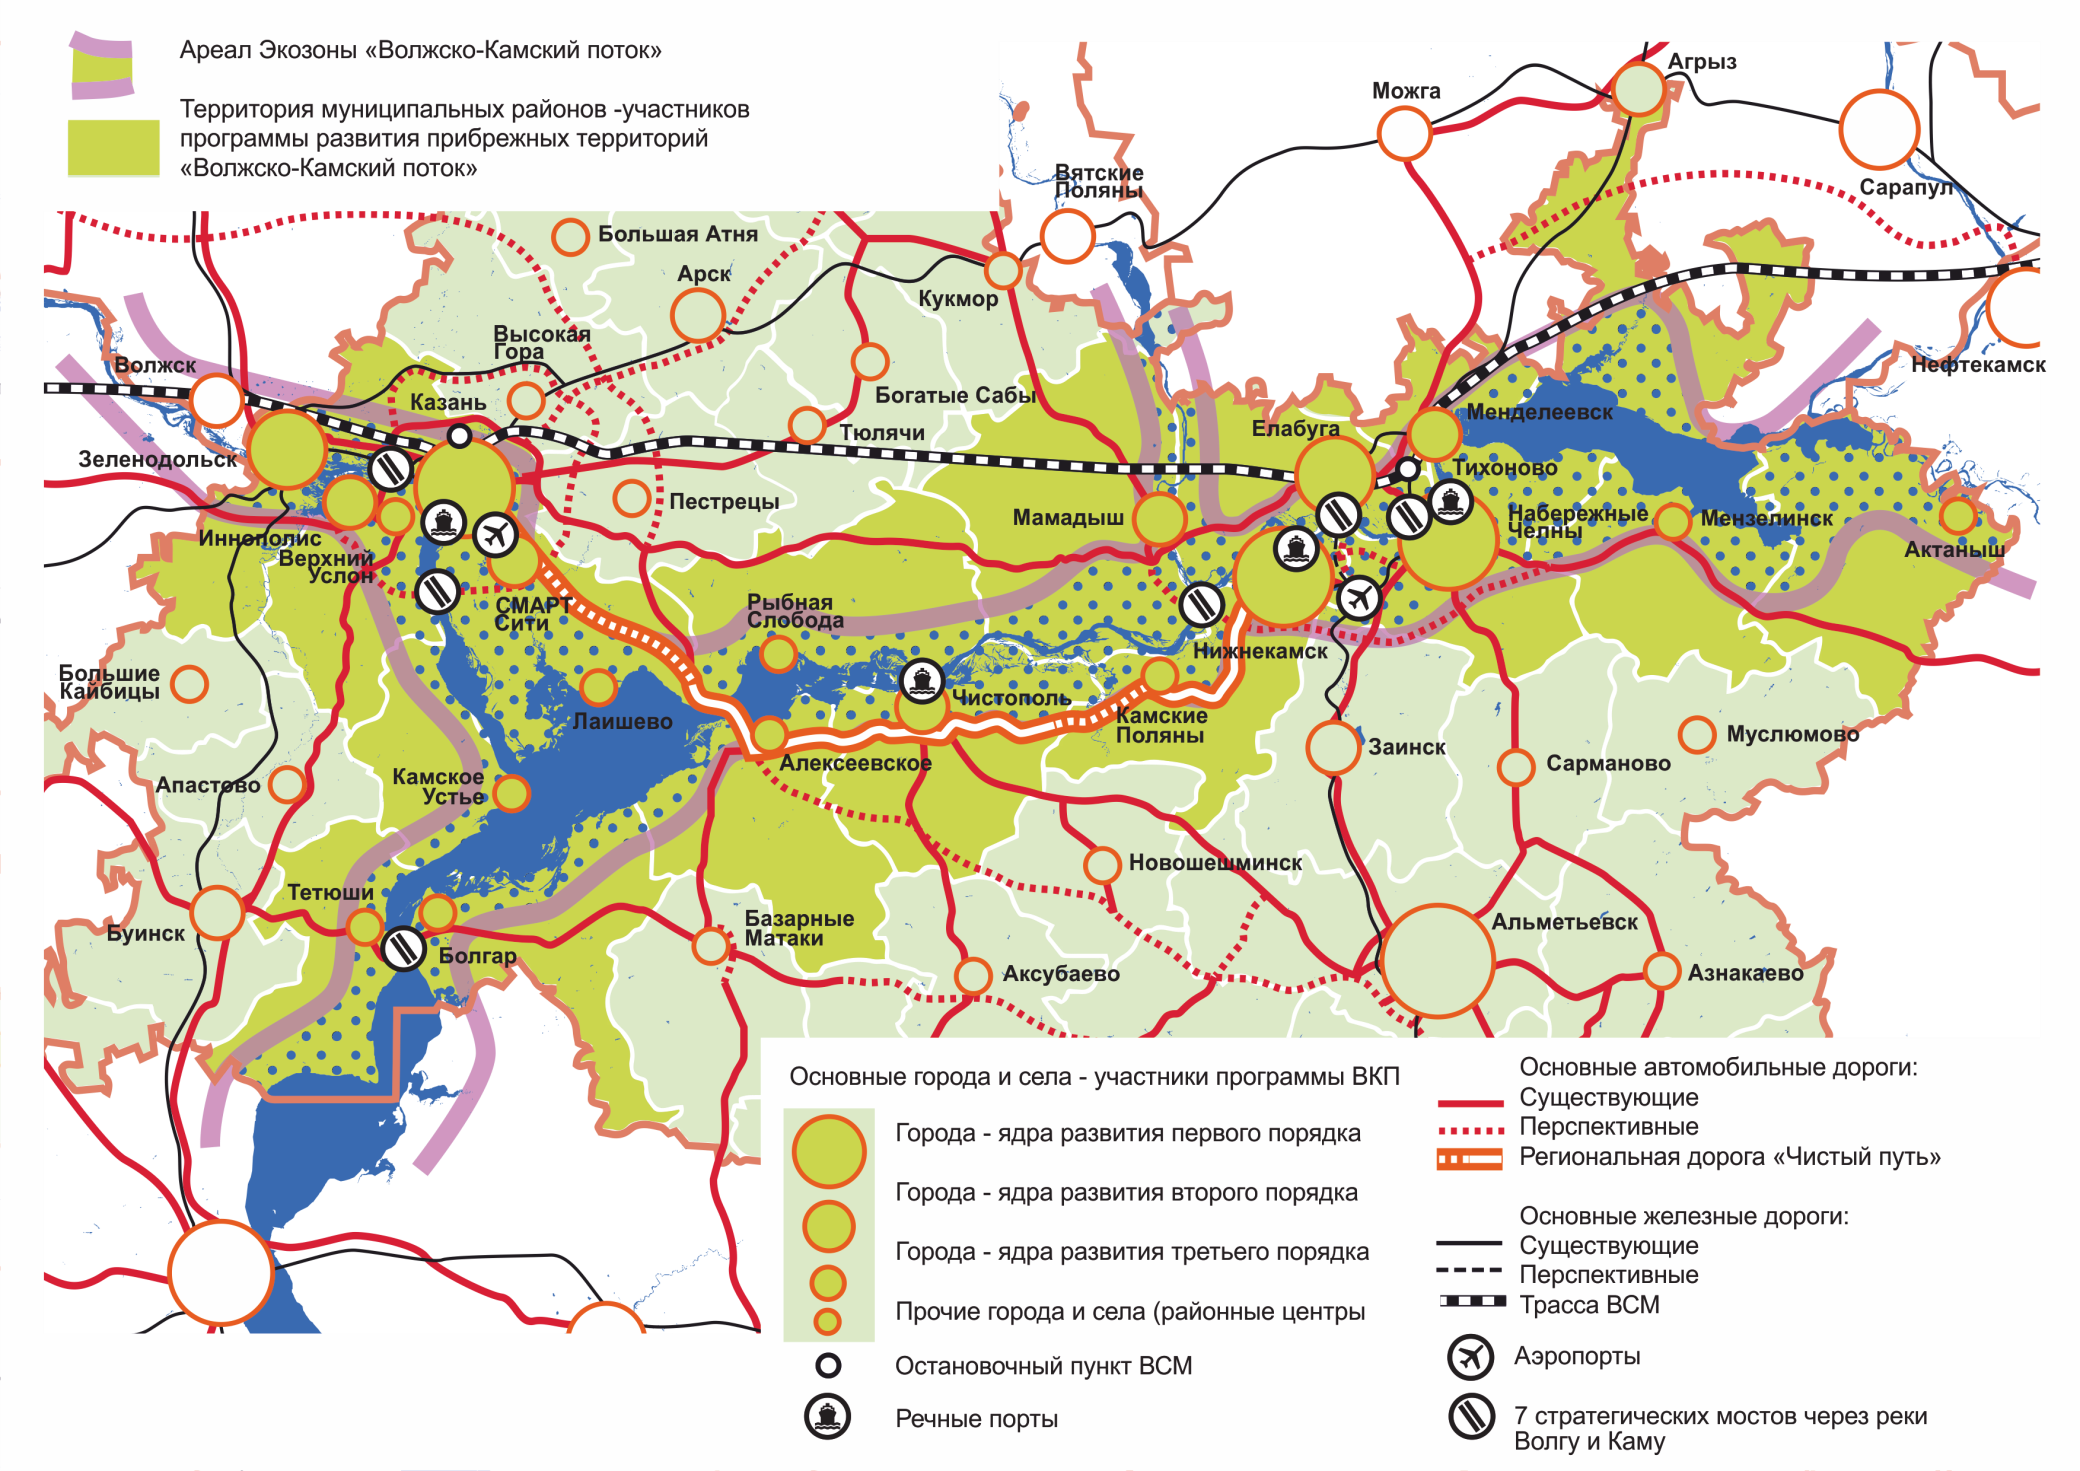 Ареал Экозоны «Волжско-Камский поток»
Территория муниципальных районов -участников
программы развития прибрежных территорий
«Волжско-Камский поток»
Агрыз
Можга
Вятские
Поляны
Сарапул
Большая Атня
Арск
Кукмор
Высокая
Гора
Волжск
Нефтекамск
Казань
Богатые Сабы
Менделеевск
Елабуга
Тюлячи
Зеленодольск
Тихоново
Пестрецы
Мамадыш
Набережные
Челны
Мензелинск
Иннополис
Актаныш
Верхний
Услон
СМАРТ
Сити
Рыбная
Слобода
Нижнекамск
Большие
Кайбицы
Чистополь
Лаишево
Камские
Поляны
Муслюмово
Заинск
Алексеевское
Сарманово
Апастово
Камское
Устье
Новошешминск
Тетюши
Базарные
Матаки
Альметьевск
Буинск
Болгар
Аксубаево
Азнакаево
Основные города и села - участники программы ВКП
Города - ядра развития первого порядка
Города - ядра развития второго порядка
Города - ядра развития третьего порядка
Прочие города и села (районные центры
Остановочный пункт ВСМ
Речные порты
Основные автомобильные дороги:
Существующие
Перспективные
Региональная дорога «Чистый путь»
Основные железные дороги:
Существующие
Перспективные
Трасса ВСМ
Аэропорты
7 стратегических мостов через реки
Волгу и Каму